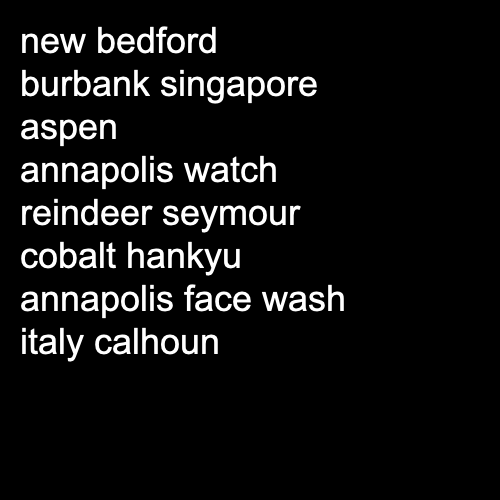 new bedford
burbank singapore
aspen
annapolis watch
reindeer seymour
cobalt hankyu
annapolis face wash
italy calhoun